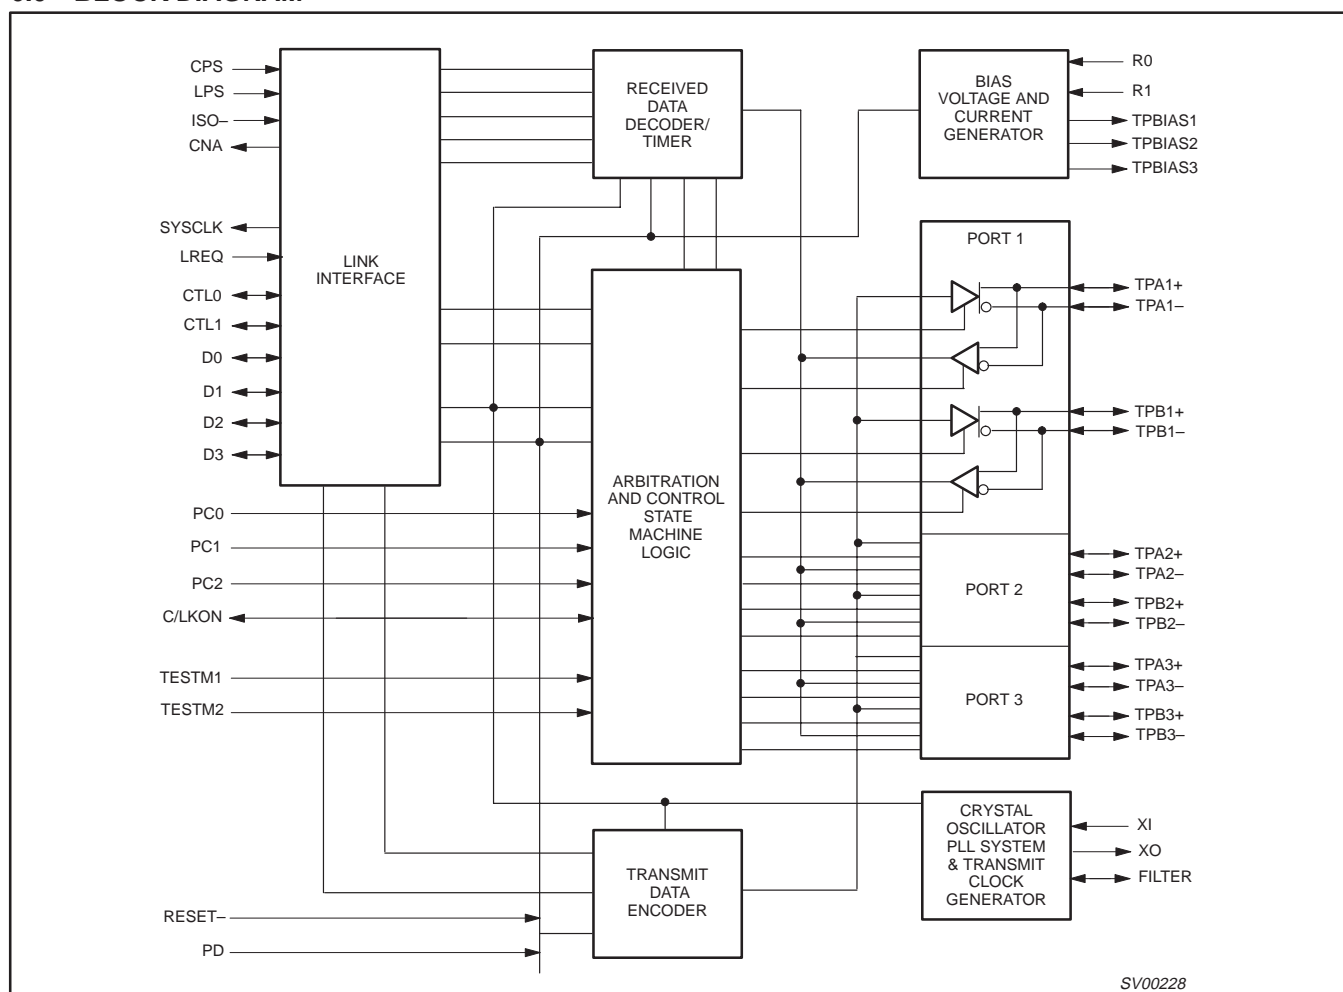 CPS
LPS
ISO–
CNA
SYSCLK
LREQ
CTL0
CTL1
D0
D1
D2
D3
PC0
PC1
PC2
C/LKON
TESTM1
TESTM2
RESET–
PD
LINK
INTERFACE
RECEIVED
DATA
DECODER/
TIMER
ARBITRATION
AND CONTROL
STATE
MACHINE
LOGIC
TRANSMIT
DATA
ENCODER
BIAS
VOLTAGE AND
CURRENT
GENERATOR
R0
R1
TPBIAS1
TPBIAS2
TPBIAS3
PORT 1
TPA1+
TPA1–
TPB1+
TPB1–
PORT 2
TPA2+
TPA2–
TPB2+
TPB2–
PORT 3
TPA3+
TPA3–
TPB3+
TPB3–
CRYSTAL
OSCILLATOR
PLL SYSTEM
& TRANSMIT
CLOCK
GENERATOR
XI
XO
FILTER
SV00228